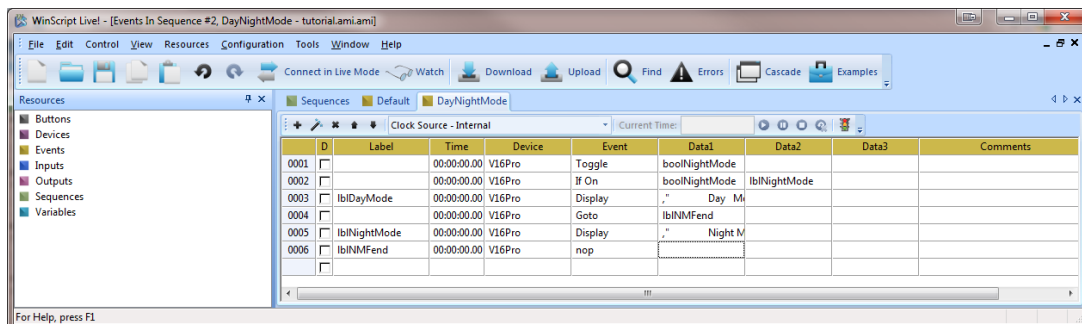 WinScript Live! - [Events In Sequence #2, DayNightMode - tutorial.ami.ami]
File Edit Control View Resources Configuration Tools Window Help
Connect in Live Mode Watch Download Upload Find Errors Cascade Examples
Resources
Sequences Default DayNightMode
Buttons
Devices
Events
Inputs
Outputs
Sequences
Variables
Clock Source - Internal Current Time:
D Label Time Device Event Data1 Data2 Data3 Comments
0001 00:00:00.00 V16Pro Toggle boolNightMode
0002 00:00:00.00 V16Pro If On boolNightMode lblNightMode
0003 lblDayMode 00:00:00.00 V16Pro Display ," Day M
0004 00:00:00.00 V16Pro Goto lblNMFend
0005 lblNightMode 00:00:00.00 V16Pro Display ," Night M
0006 lblNMFend 00:00:00.00 V16Pro nop
For Help, press F1